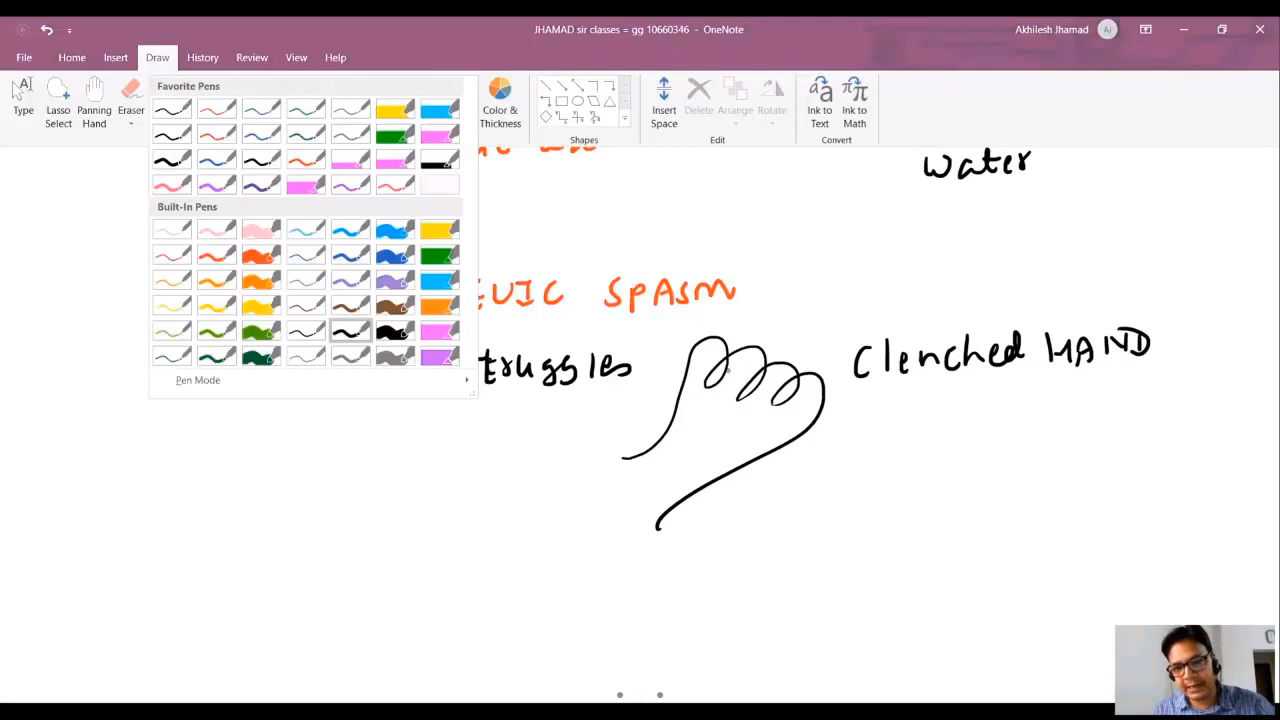 JHAMAD sir classes = gg 10660346 - OneNote
Akhilesh Jhamad
AJ
File Home Insert Draw History Review View Help
Type
Lasso Select
Panning Hand
Eraser
Favorite Pens
Built-In Pens
Pen Mode
Color & Thickness
Shapes
Insert Space
Delete
Arrange
Rotate
Edit
Ink to Text
Ink to Math
Convert
water
SPASM
truggles
Clenched HAND